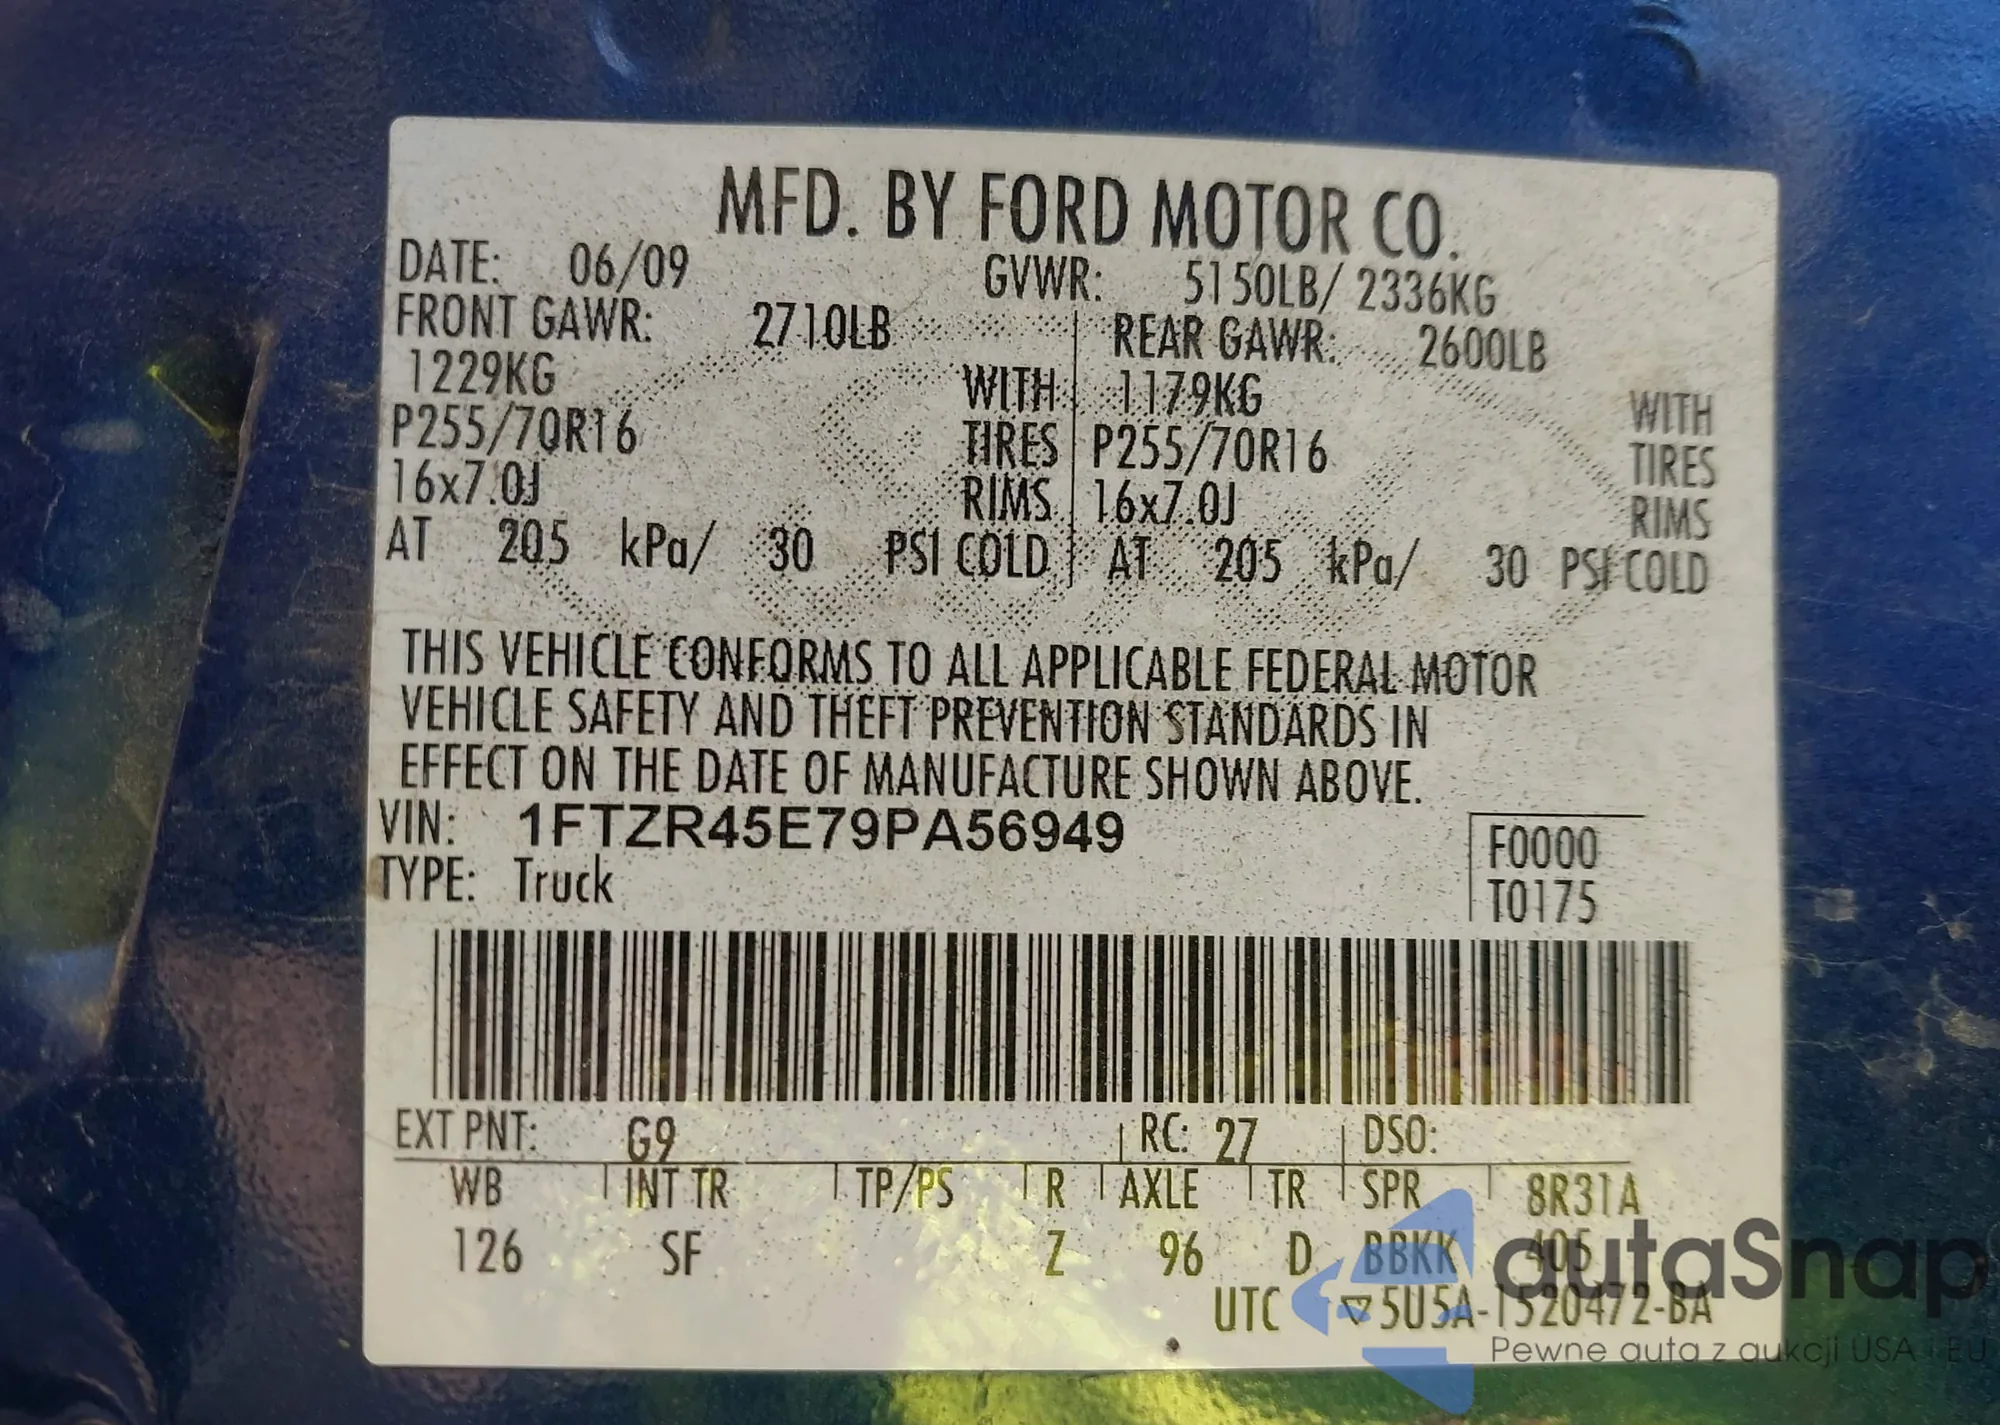 MFD. BY FORD MOTOR CO.
DATE: 06/09 GVWR: 5150LB/ 2336KG
FRONT GAWR: 2710LB REAR GAWR: 2600LB
1229KG WITH 1179KG WITH
P255/70R16 TIRES P255/70R16 TIRES
16x7.0J RIMS 16x7.0J RIMS
AT 205 kPa/ 30 PSI COLD AT 205 kPa/ 30 PSI COLD
THIS VEHICLE CONFORMS TO ALL APPLICABLE FEDERAL MOTOR
VEHICLE SAFETY AND THEFT PREVENTION STANDARDS IN
EFFECT ON THE DATE OF MANUFACTURE SHOWN ABOVE.
VIN: 1FTZR45E79PA56949 F0000
TYPE: Truck T0175
EXT PNT: G9 RC: 27 DSO:
WB INT TR TP/PS R AXLE TR SPR 8R31A
126 SF Z 96 D BBKK 405
UTC ▽5U5A-1520472-BA
autaSnap
Pewne auta z aukcji USA i EU